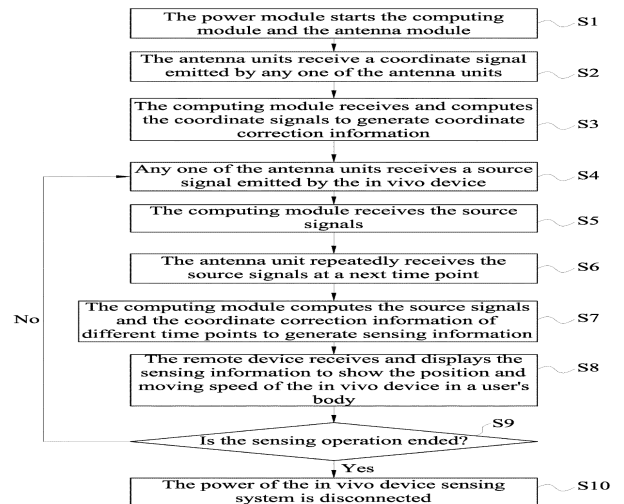 The power module starts the computing
module and the antenna module
S1
The antenna units receive a coordinate signal
emitted by any one of the antenna units
S2
The computing module receives and computes
the coordinate signals to generate coordinate
correction information
S3
Any one of the antenna units receives a source
signal emitted by the in vivo device
S4
The computing module receives the source
signals
S5
The antenna unit repeatedly receives the
source signals at a next time point
S6
The computing module computes the source signals
and the coordinate correction information of
different time points to generate sensing information
S7
The remote device receives and displays the
sensing information to show the position and
moving speed of the in vivo device in a user's
body
S8
Is the sensing operation ended?
S9
No
Yes
The power of the in vivo device sensing
system is disconnected
S10